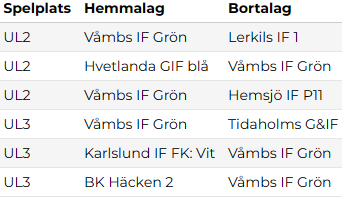 Spelplats Hemmalag Bortalag
UL2 Våmbs IF Grön Lerkils IF 1
UL2 Hvetlanda GIF blå Våmbs IF Grön
UL2 Våmbs IF Grön Hemsjö IF P11
UL3 Våmbs IF Grön Tidaholms G&IF
UL3 Karlslund IF FK: Vit Våmbs IF Grön
UL3 BK Häcken 2 Våmbs IF Grön